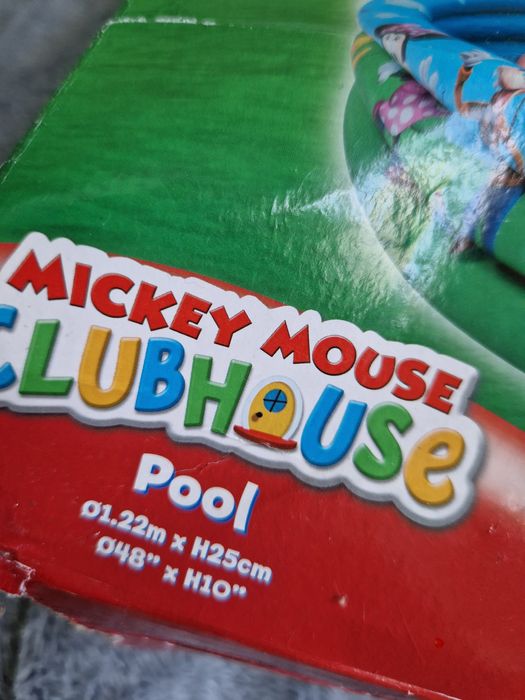 MICKEY MOUSE
CLUBHOUSE
Pool
Ø1.22m x H25cm
Ø48" x H10"